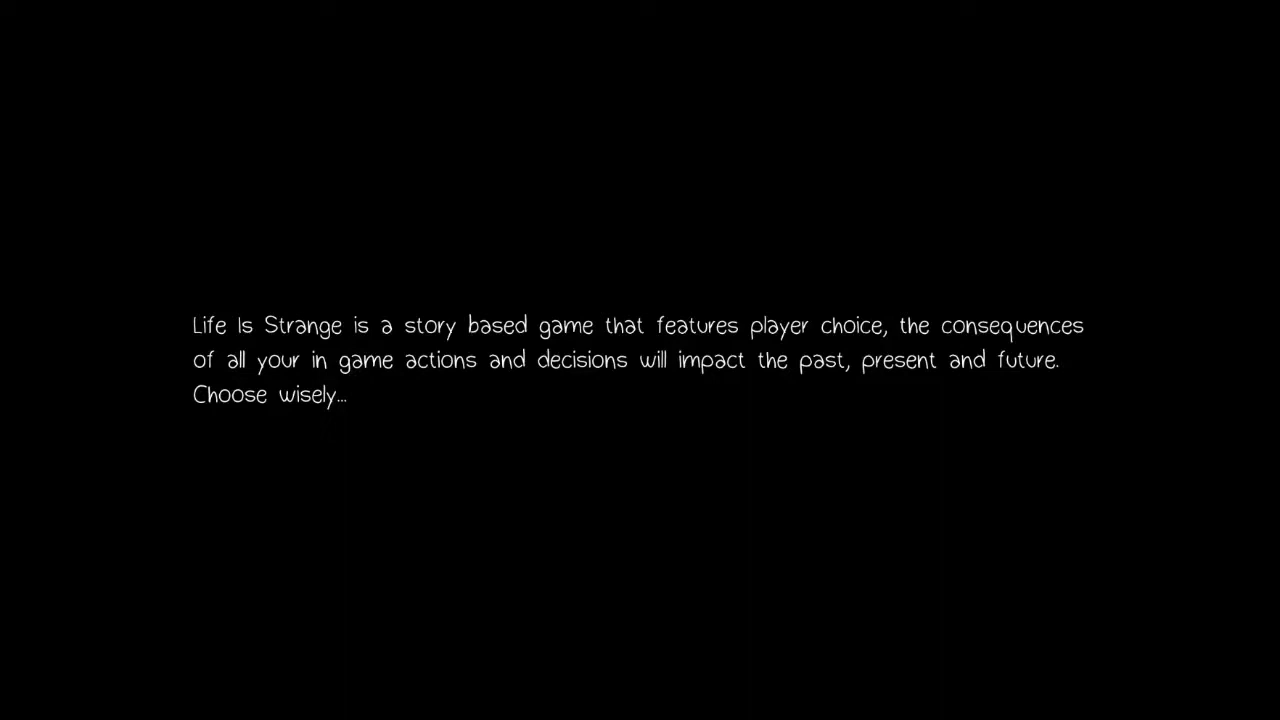 Life Is Strange is a story based game that features player choice, the consequences
of all your in game actions and decisions will impact the past, present and future.
Choose wisely...